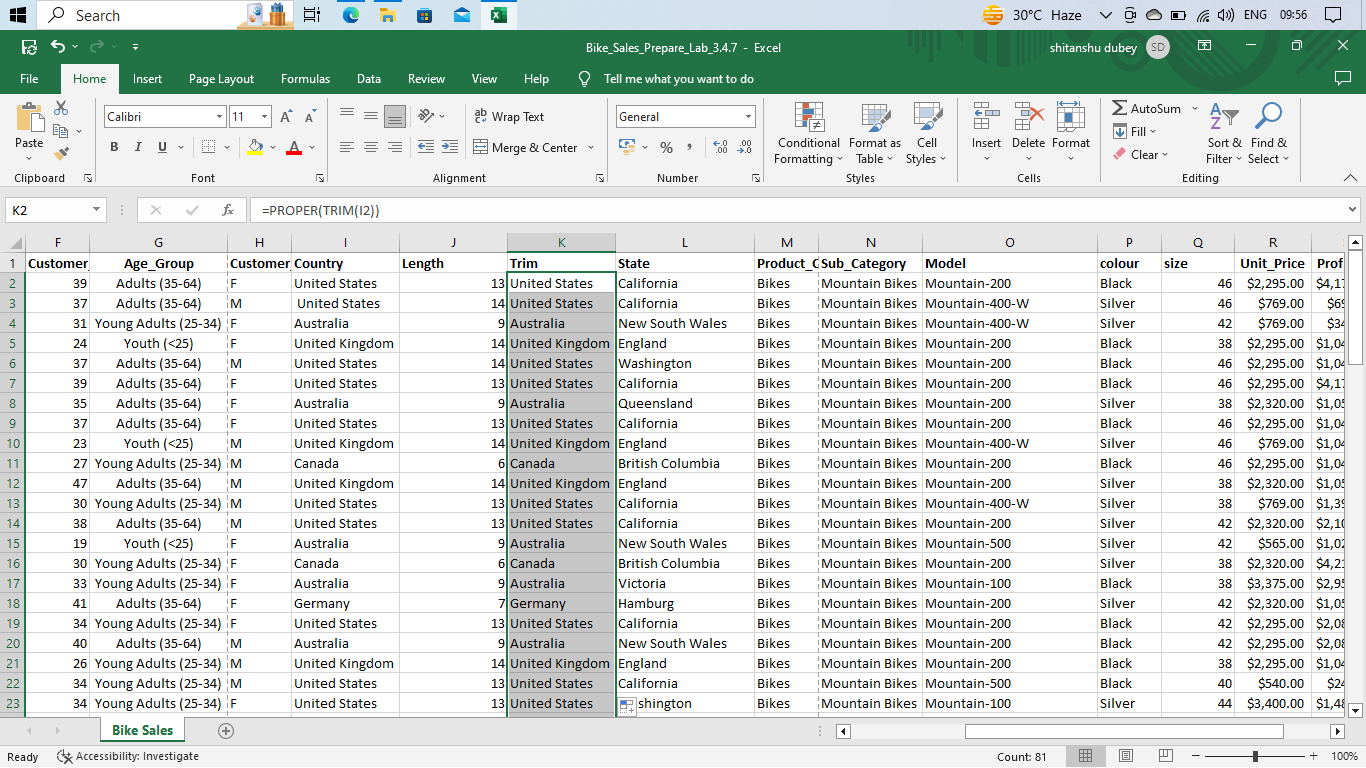 Search 30°C Haze ENG 09:56
Bike_Sales_Prepare_Lab_3.4.7 - Excel shitanshu dubey SD
File Home Insert Page Layout Formulas Data Review View Help Tell me what you want to do
Calibri 11 Wrap Text General AutoSum
Paste Conditional Format as Cell Insert Delete Format Fill Sort & Find &
B I U A Merge & Center % Formatting Table Styles Clear Filter Select
Clipboard Font Alignment Number Styles Cells Editing
K2 fx =PROPER(TRIM(I2))
F G H I J K L M N O P Q R
1 Customer_ Age_Group Customer_ Country Length Trim State Product_C Sub_Category Model colour size Unit_Price Prof
2 39 Adults (35-64) F United States 13 United States California Bikes Mountain Bikes Mountain-200 Black 46 $2,295.00 $4,17
3 37 Adults (35-64) M United States 14 United States California Bikes Mountain Bikes Mountain-400-W Silver 46 $769.00 $69
4 31 Young Adults (25-34) F Australia 9 Australia New South Wales Bikes Mountain Bikes Mountain-400-W Silver 42 $769.00 $34
5 24 Youth (<25) F United Kingdom 14 United Kingdom England Bikes Mountain Bikes Mountain-200 Black 38 $2,295.00 $1,04
6 37 Adults (35-64) M United States 14 United States Washington Bikes Mountain Bikes Mountain-200 Black 46 $2,295.00 $1,04
7 39 Adults (35-64) F United States 13 United States California Bikes Mountain Bikes Mountain-200 Black 46 $2,295.00 $4,17
8 35 Adults (35-64) F Australia 9 Australia Queensland Bikes Mountain Bikes Mountain-200 Silver 38 $2,320.00 $1,05
9 37 Adults (35-64) F United States 13 United States California Bikes Mountain Bikes Mountain-200 Black 46 $2,295.00 $1,04
10 23 Youth (<25) M United Kingdom 14 United Kingdom England Bikes Mountain Bikes Mountain-400-W Silver 46 $769.00 $1,04
11 27 Young Adults (25-34) M Canada 6 Canada British Columbia Bikes Mountain Bikes Mountain-200 Black 46 $2,295.00 $1,04
12 47 Adults (35-64) M United Kingdom 14 United Kingdom England Bikes Mountain Bikes Mountain-200 Silver 38 $2,320.00 $1,05
13 30 Young Adults (25-34) M United States 13 United States California Bikes Mountain Bikes Mountain-400-W Silver 38 $769.00 $1,39
14 38 Adults (35-64) M United States 13 United States California Bikes Mountain Bikes Mountain-200 Silver 42 $2,320.00 $2,10
15 19 Youth (<25) F Australia 9 Australia New South Wales Bikes Mountain Bikes Mountain-500 Silver 42 $565.00 $1,02
16 30 Young Adults (25-34) F Canada 6 Canada British Columbia Bikes Mountain Bikes Mountain-200 Silver 38 $2,320.00 $4,22
17 33 Young Adults (25-34) F Australia 9 Australia Victoria Bikes Mountain Bikes Mountain-100 Black 38 $3,375.00 $2,95
18 41 Adults (35-64) F Germany 7 Germany Hamburg Bikes Mountain Bikes Mountain-200 Silver 42 $2,320.00 $1,05
19 34 Young Adults (25-34) F United States 13 United States California Bikes Mountain Bikes Mountain-200 Black 42 $2,295.00 $2,08
20 40 Adults (35-64) M Australia 9 Australia New South Wales Bikes Mountain Bikes Mountain-200 Black 42 $2,295.00 $2,08
21 26 Young Adults (25-34) M United Kingdom 14 United Kingdom England Bikes Mountain Bikes Mountain-200 Black 38 $2,295.00 $1,04
22 34 Young Adults (25-34) M United States 13 United States California Bikes Mountain Bikes Mountain-500 Black 40 $540.00 $24
23 34 Young Adults (25-34) F United States 13 United States shington Bikes Mountain Bikes Mountain-100 Silver 44 $3,400.00 $1,48
Bike Sales
Ready Accessibility: Investigate Count: 81 100%